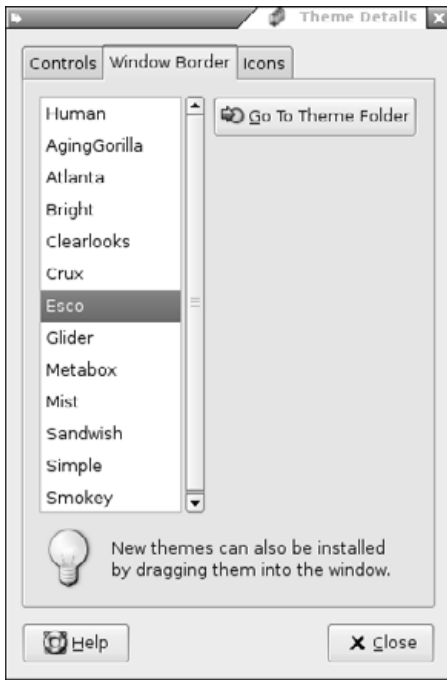 Theme Details
Controls
Window Border
Icons
Human
AgingGorilla
Atlanta
Bright
Clearlooks
Crux
Esco
Glider
Metabox
Mist
Sandwish
Simple
Smokey
Go To Theme Folder
New themes can also be installed
by dragging them into the window.
Help
Close